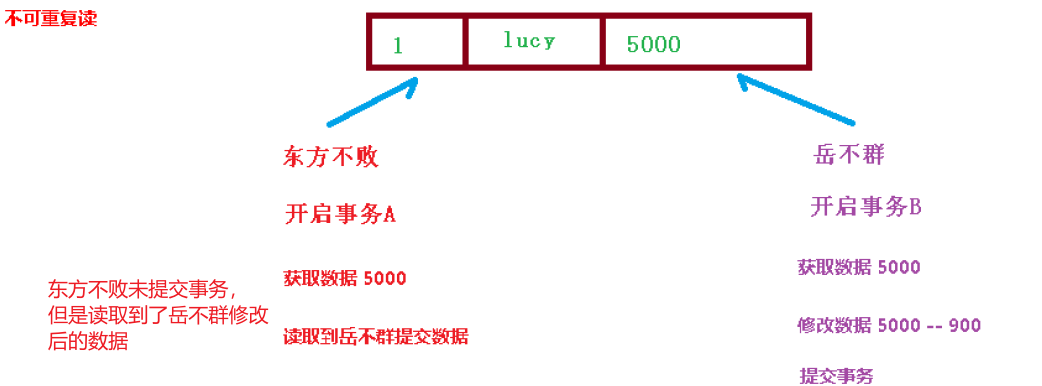 不可重复读
1 lucy 5000
东方不败
岳不群
开启事务A
开启事务B
获取数据 5000
获取数据 5000
东方不败未提交事务，
但是读取到了岳不群修改
后的数据
读取到岳不群提交数据
修改数据 5000 -- 900
提交事务